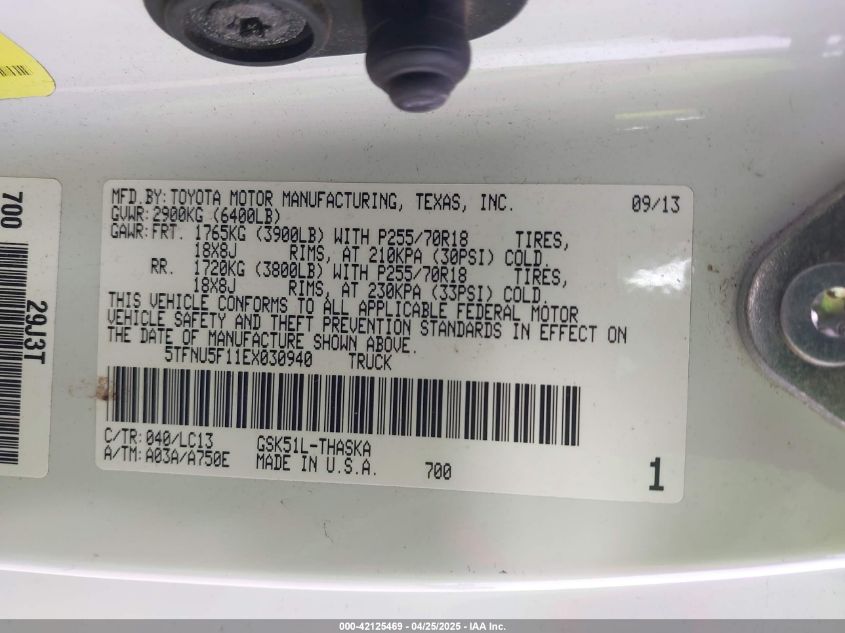 MFD.BY:TOYOTA MOTOR MANUFACTURING, TEXAS, INC. 09/13
GVWR:2900KG (6400LB)
GAWR:FRT. 1765KG (3900LB) WITH P255/70R18 TIRES,
18X8J RIMS, AT 210KPA (30PSI) COLD.
RR. 1720KG (3800LB) WITH P255/70R18 TIRES,
18X8J RIMS, AT 230KPA (33PSI) COLD.
THIS VEHICLE CONFORMS TO ALL APPLICABLE FEDERAL MOTOR
VEHICLE SAFETY AND THEFT PREVENTION STANDARDS IN EFFECT ON
THE DATE OF MANUFACTURE SHOWN ABOVE.
5TFNU5F11EX030940 TRUCK
C/TR:040/LC13 GSK51L-THASKA
A/TM:A03A/A750E MADE IN U.S.A. 700 1
700
29J3T
000-42125469 - 04/25/2025 - IAA Inc.